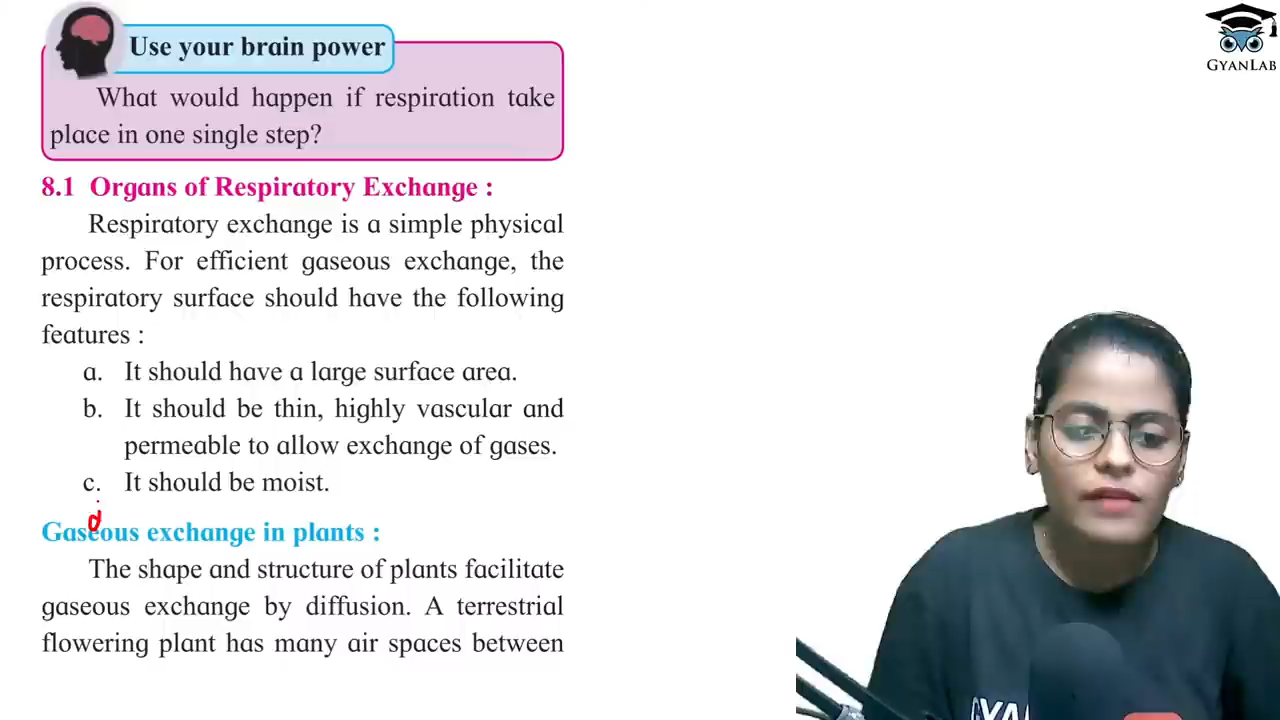 Use your brain power
What would happen if respiration take
place in one single step?
8.1 Organs of Respiratory Exchange :
Respiratory exchange is a simple physical
process. For efficient gaseous exchange, the
respiratory surface should have the following
features :
a. It should have a large surface area.
b. It should be thin, highly vascular and
permeable to allow exchange of gases.
c. It should be moist.
d
Gaseous exchange in plants :
The shape and structure of plants facilitate
gaseous exchange by diffusion. A terrestrial
flowering plant has many air spaces between
GYANLAB